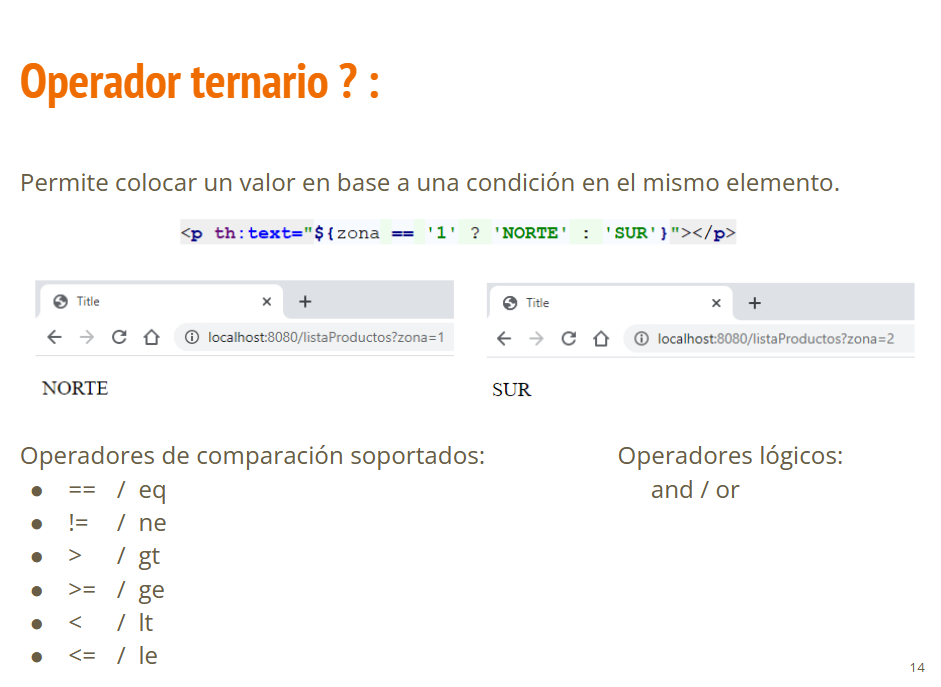 Operador ternario ? :
Permite colocar un valor en base a una condición en el mismo elemento.
<p th:text="${zona == '1' ? 'NORTE' : 'SUR'}"></p>
Title
localhost:8080/listaProductos?zona=1
NORTE
Title
localhost:8080/listaProductos?zona=2
SUR
Operadores de comparación soportados:
● == / eq
● != / ne
● > / gt
● >= / ge
● < / lt
● <= / le
Operadores lógicos:
and / or
14